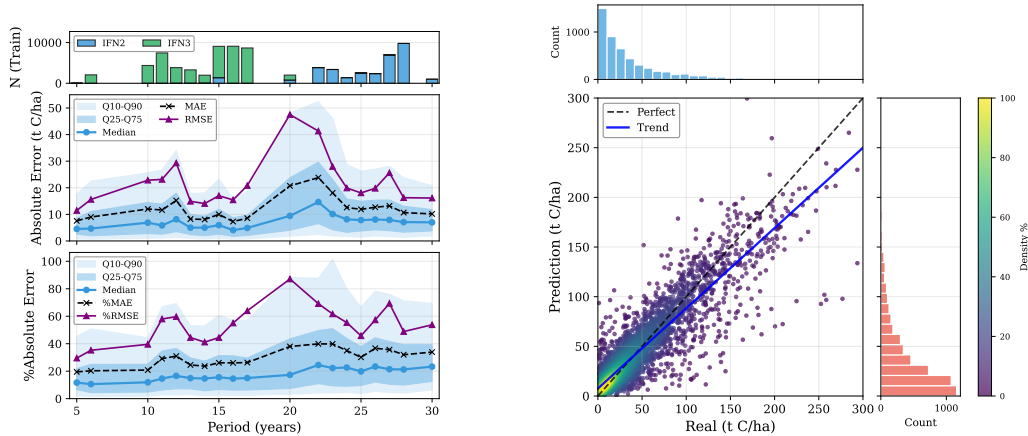 N (Train)
10000
0
IFN2
IFN3
Absolute Error (t C/ha)
50
40
30
20
10
0
Q10-Q90
Q25-Q75
Median
MAE
RMSE
%Absolute Error
100
80
60
40
20
0
Q10-Q90
Q25-Q75
Median
%MAE
%RMSE
5
10
15
20
25
30
Period (years)
Count
1000
0
Prediction (t C/ha)
300
250
200
150
100
50
0
Perfect
Trend
0
50
100
150
200
250
300
Real (t C/ha)
0
1000
Count
100
80
60
40
20
0
Density %